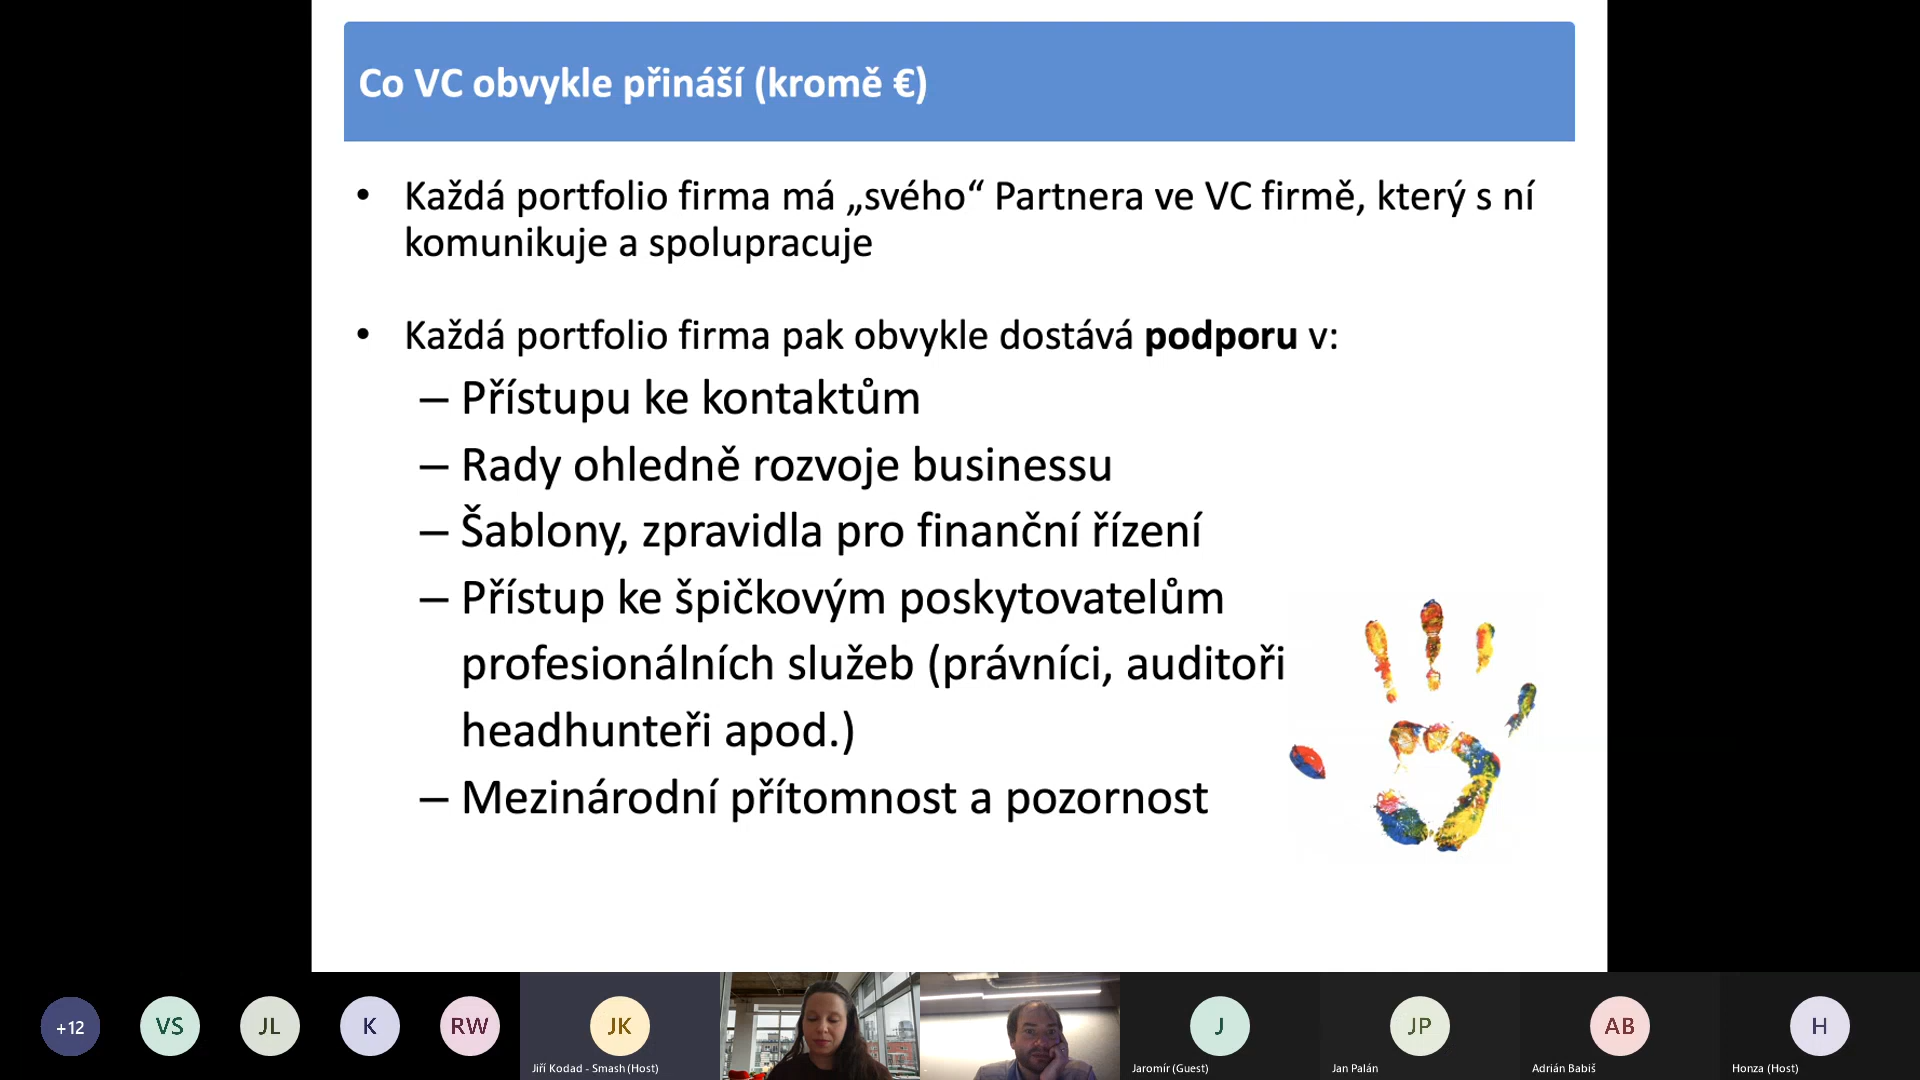 Co VC obvykle přináší (kromě €)
• Každá portfolio firma má „svého“ Partnera ve VC firmě, který s ní
komunikuje a spolupracuje
• Každá portfolio firma pak obvykle dostává podporu v:
– Přístupu ke kontaktům
– Rady ohledně rozvoje businessu
– Šablony, zpravidla pro finanční řízení
– Přístup ke špičkovým poskytovatelům
profesionálních služeb (právníci, auditoři
headhunteři apod.)
– Mezinárodní přítomnost a pozornost
+12
VS
JL
K
RW
JK
Jiří Kodad - Smash (Host)
J
Jaromír (Guest)
JP
Jan Palán
AB
Adrián Babiš
H
Honza (Host)